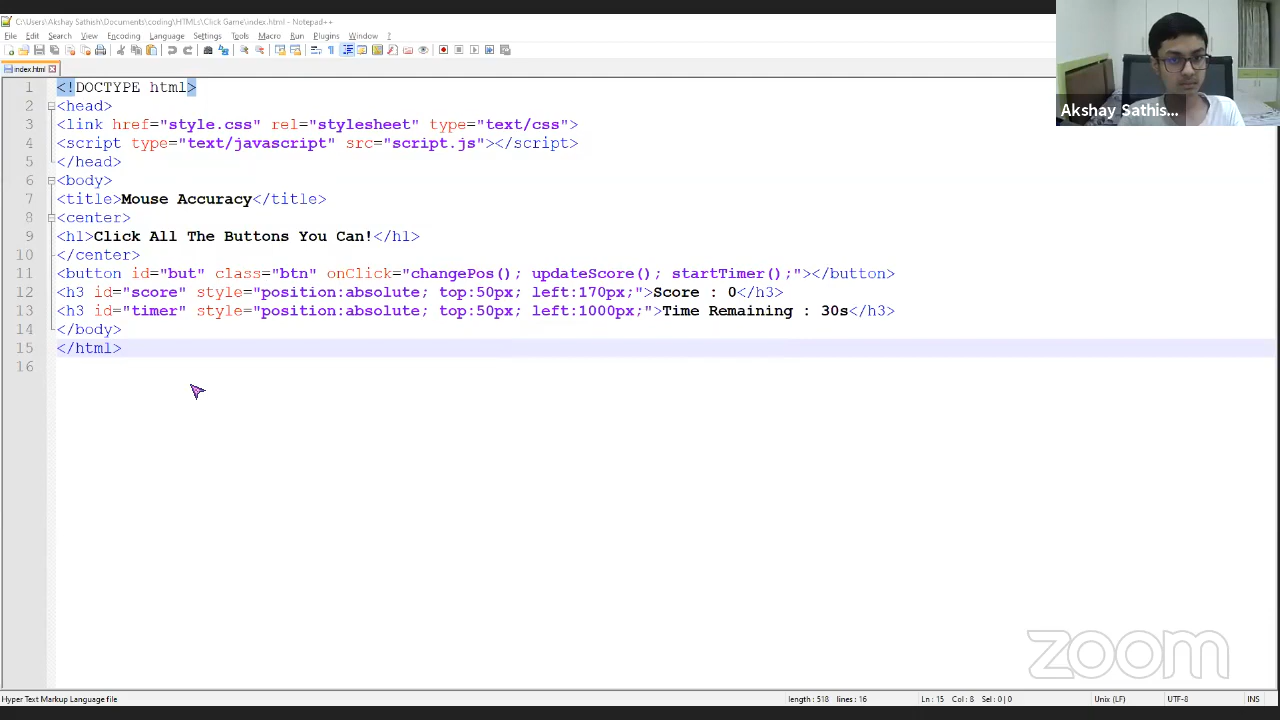 C:\Users\Akshay Sathish\Documents\coding\HTMLs\Click Game\index.html - Notepad++
File Edit Search View Encoding Language Settings Tools Macro Run Plugins Window ?
index.html
1 <!DOCTYPE html>
2 <head>
3 <link href="style.css" rel="stylesheet" type="text/css">
4 <script type="text/javascript" src="script.js"></script>
5 </head>
6 <body>
7 <title>Mouse Accuracy</title>
8 <center>
9 <h1>Click All The Buttons You Can!</h1>
10 </center>
11 <button id="but" class="btn" onClick="changePos(); updateScore(); startTimer();"></button>
12 <h3 id="score" style="position:absolute; top:50px; left:170px;">Score : 0</h3>
13 <h3 id="timer" style="position:absolute; top:50px; left:1000px;">Time Remaining : 30s</h3>
14 </body>
15 </html>
16
Akshay Sathis...
zoom
Hyper Text Markup Language file length : 518 lines : 16 Ln : 15 Col : 8 Sel : 0 | 0 Unix (LF) UTF-8 INS